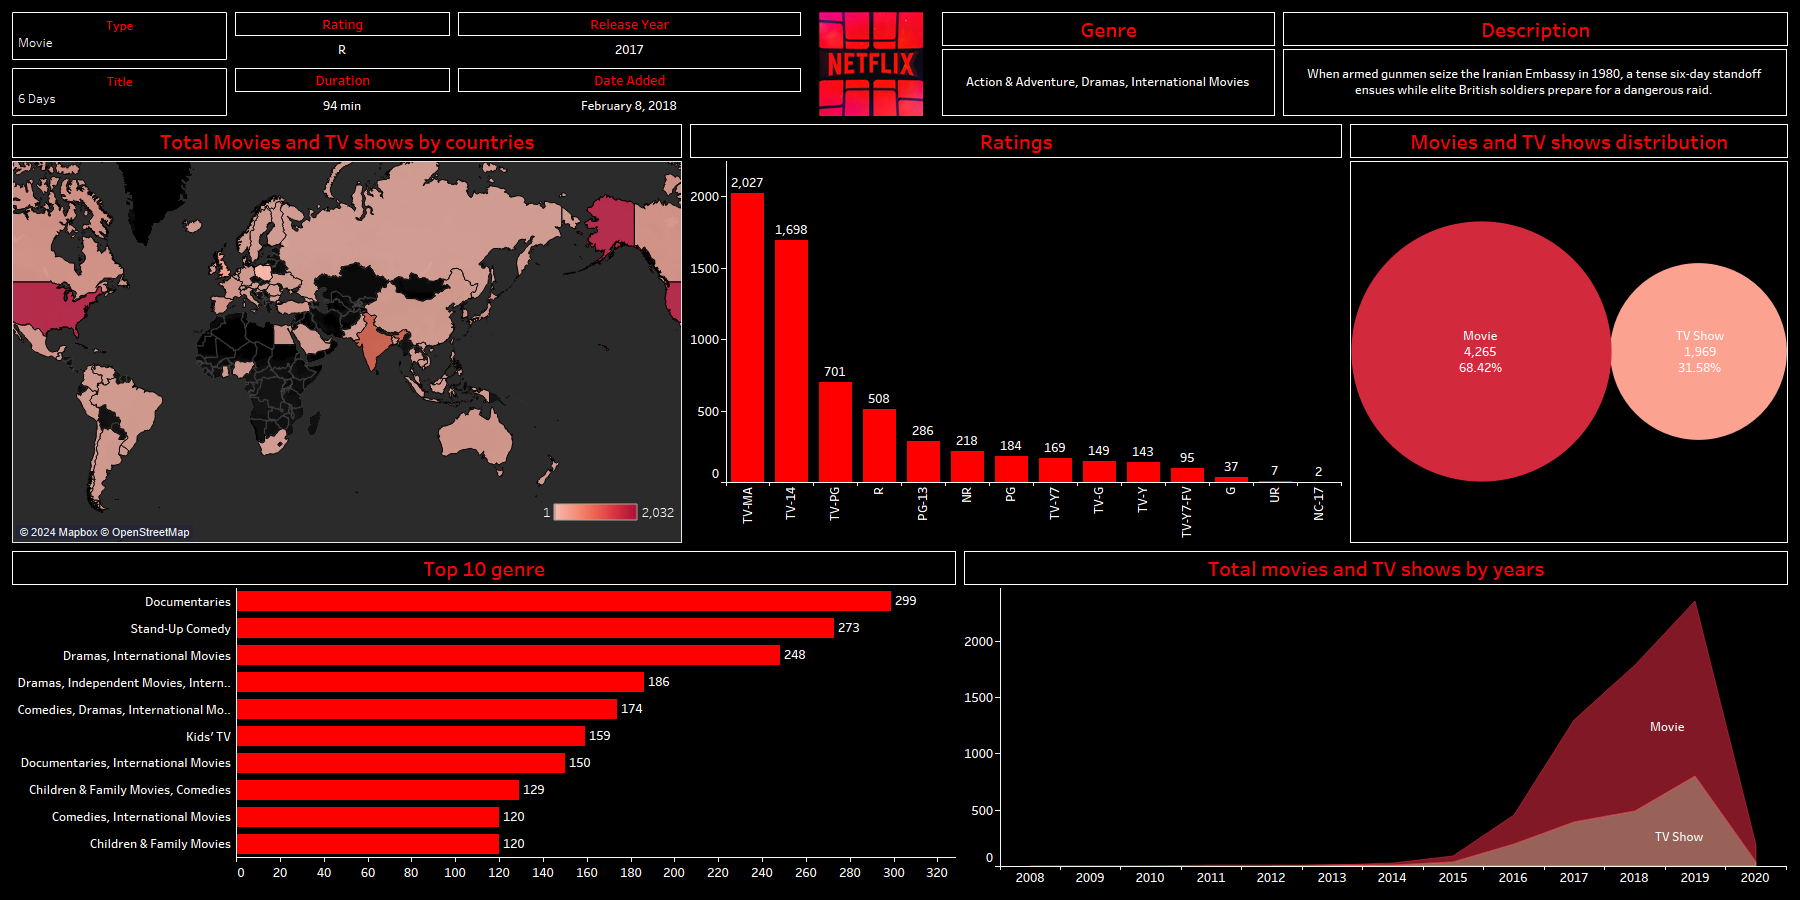 Type
Movie
Rating
R
Release Year
2017
Title
6 Days
Duration
94 min
Date Added
February 8, 2018
NETFLIX
Genre
Action & Adventure, Dramas, International Movies
Description
When armed gunmen seize the Iranian Embassy in 1980, a tense six-day standoff
ensues while elite British soldiers prepare for a dangerous raid.
Total Movies and TV shows by countries
1
2,032
© 2024 Mapbox © OpenStreetMap
Ratings
2000
1500
1000
500
0
2,027
1,698
701
508
286
218
184
169
149
143
95
37
7
2
TV-MA
TV-14
TV-PG
R
PG-13
NR
PG
TV-Y7
TV-G
TV-Y
TV-Y7-FV
G
UR
NC-17
Movies and TV shows distribution
Movie
4,265
68.42%
TV Show
1,969
31.58%
Top 10 genre
Documentaries
299
Stand-Up Comedy
273
Dramas, International Movies
248
Dramas, Independent Movies, Intern..
186
Comedies, Dramas, International Mo..
174
Kids' TV
159
Documentaries, International Movies
150
Children & Family Movies, Comedies
129
Comedies, International Movies
120
Children & Family Movies
120
0 20 40 60 80 100 120 140 160 180 200 220 240 260 280 300 320
Total movies and TV shows by years
2000
1500
1000
500
0
Movie
TV Show
2008 2009 2010 2011 2012 2013 2014 2015 2016 2017 2018 2019 2020